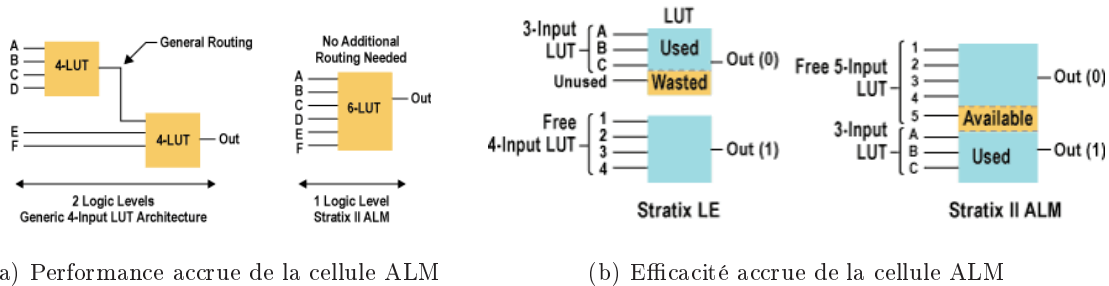 A
B
C
D
4-LUT
General Routing
E
F
4-LUT
Out
2 Logic Levels
Generic 4-Input LUT Architecture
No Additional
Routing Needed
A
B
C
D
E
F
6-LUT
Out
1 Logic Level
Stratix II ALM
LUT
3-Input
LUT
A
B
C
Used
Out (0)
Unused
Wasted
Free
4-Input LUT
1
2
3
4
Out (1)
Stratix LE
Free 5-Input
LUT
1
2
3
4
5
Out (0)
Available
3-Input
LUT
A
B
C
Used
Out (1)
Stratix II ALM
a) Performance accrue de la cellule ALM
(b) Efficacité accrue de la cellule ALM